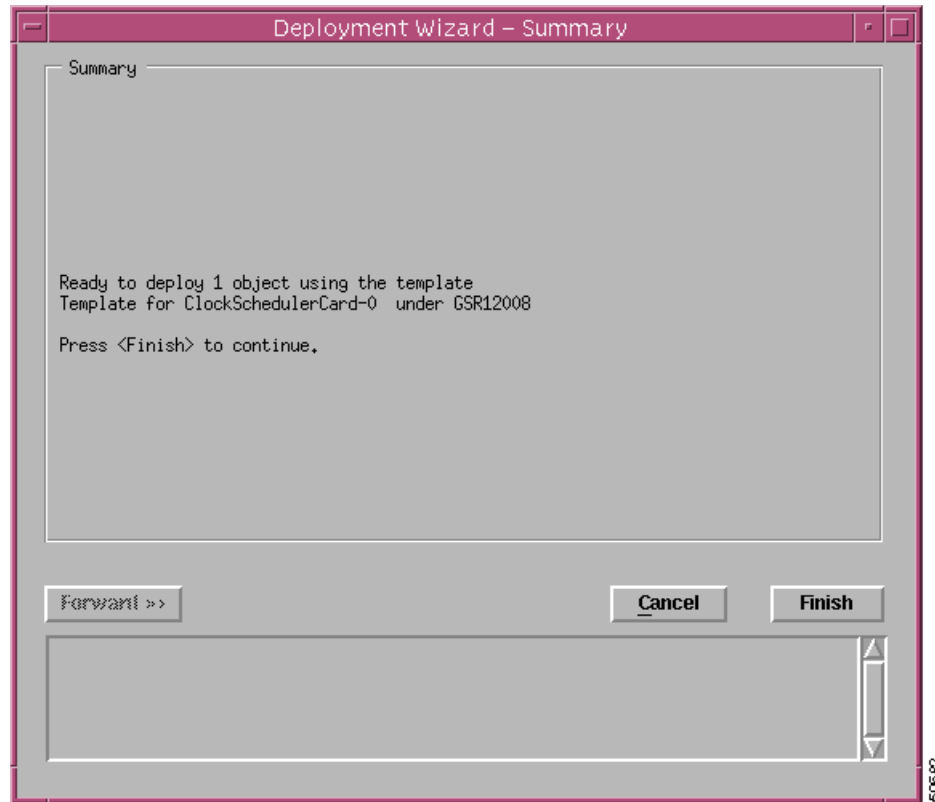 Deployment Wizard – Summary
Summary
Ready to deploy 1 object using the template
Template for ClockSchedulerCard-0 under GSR12008
Press <Finish> to continue.
Forward >>
Cancel
Finish